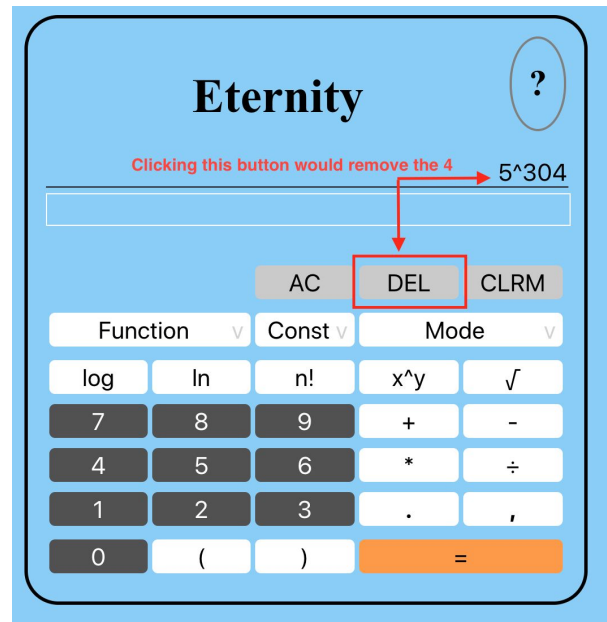 Eternity
?
Clicking this button would remove the 4
5^304
AC DEL CLRM
Function v Const v Mode v
log ln n! x^y √
7 8 9 + -
4 5 6 * ÷
1 2 3 . ,
0 ( ) =